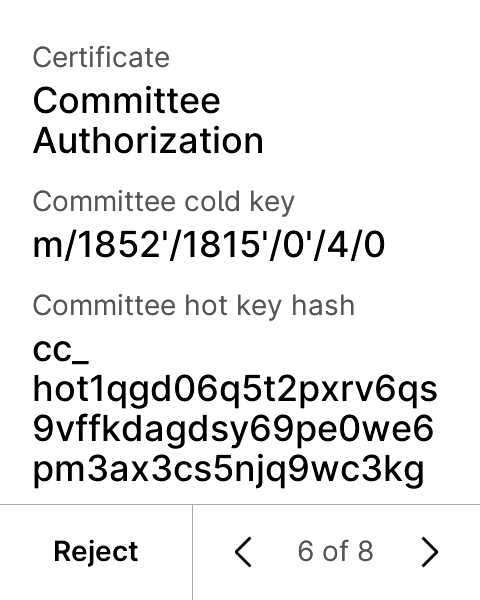 Certificate
Committee
Authorization
Committee cold key
m/1852'/1815'/0'/4/0
Committee hot key hash
cc_
hot1qgd06q5t2pxrv6qs
9vffkdagdsy69pe0we6
pm3ax3cs5njq9wc3kg
Reject
6 of 8